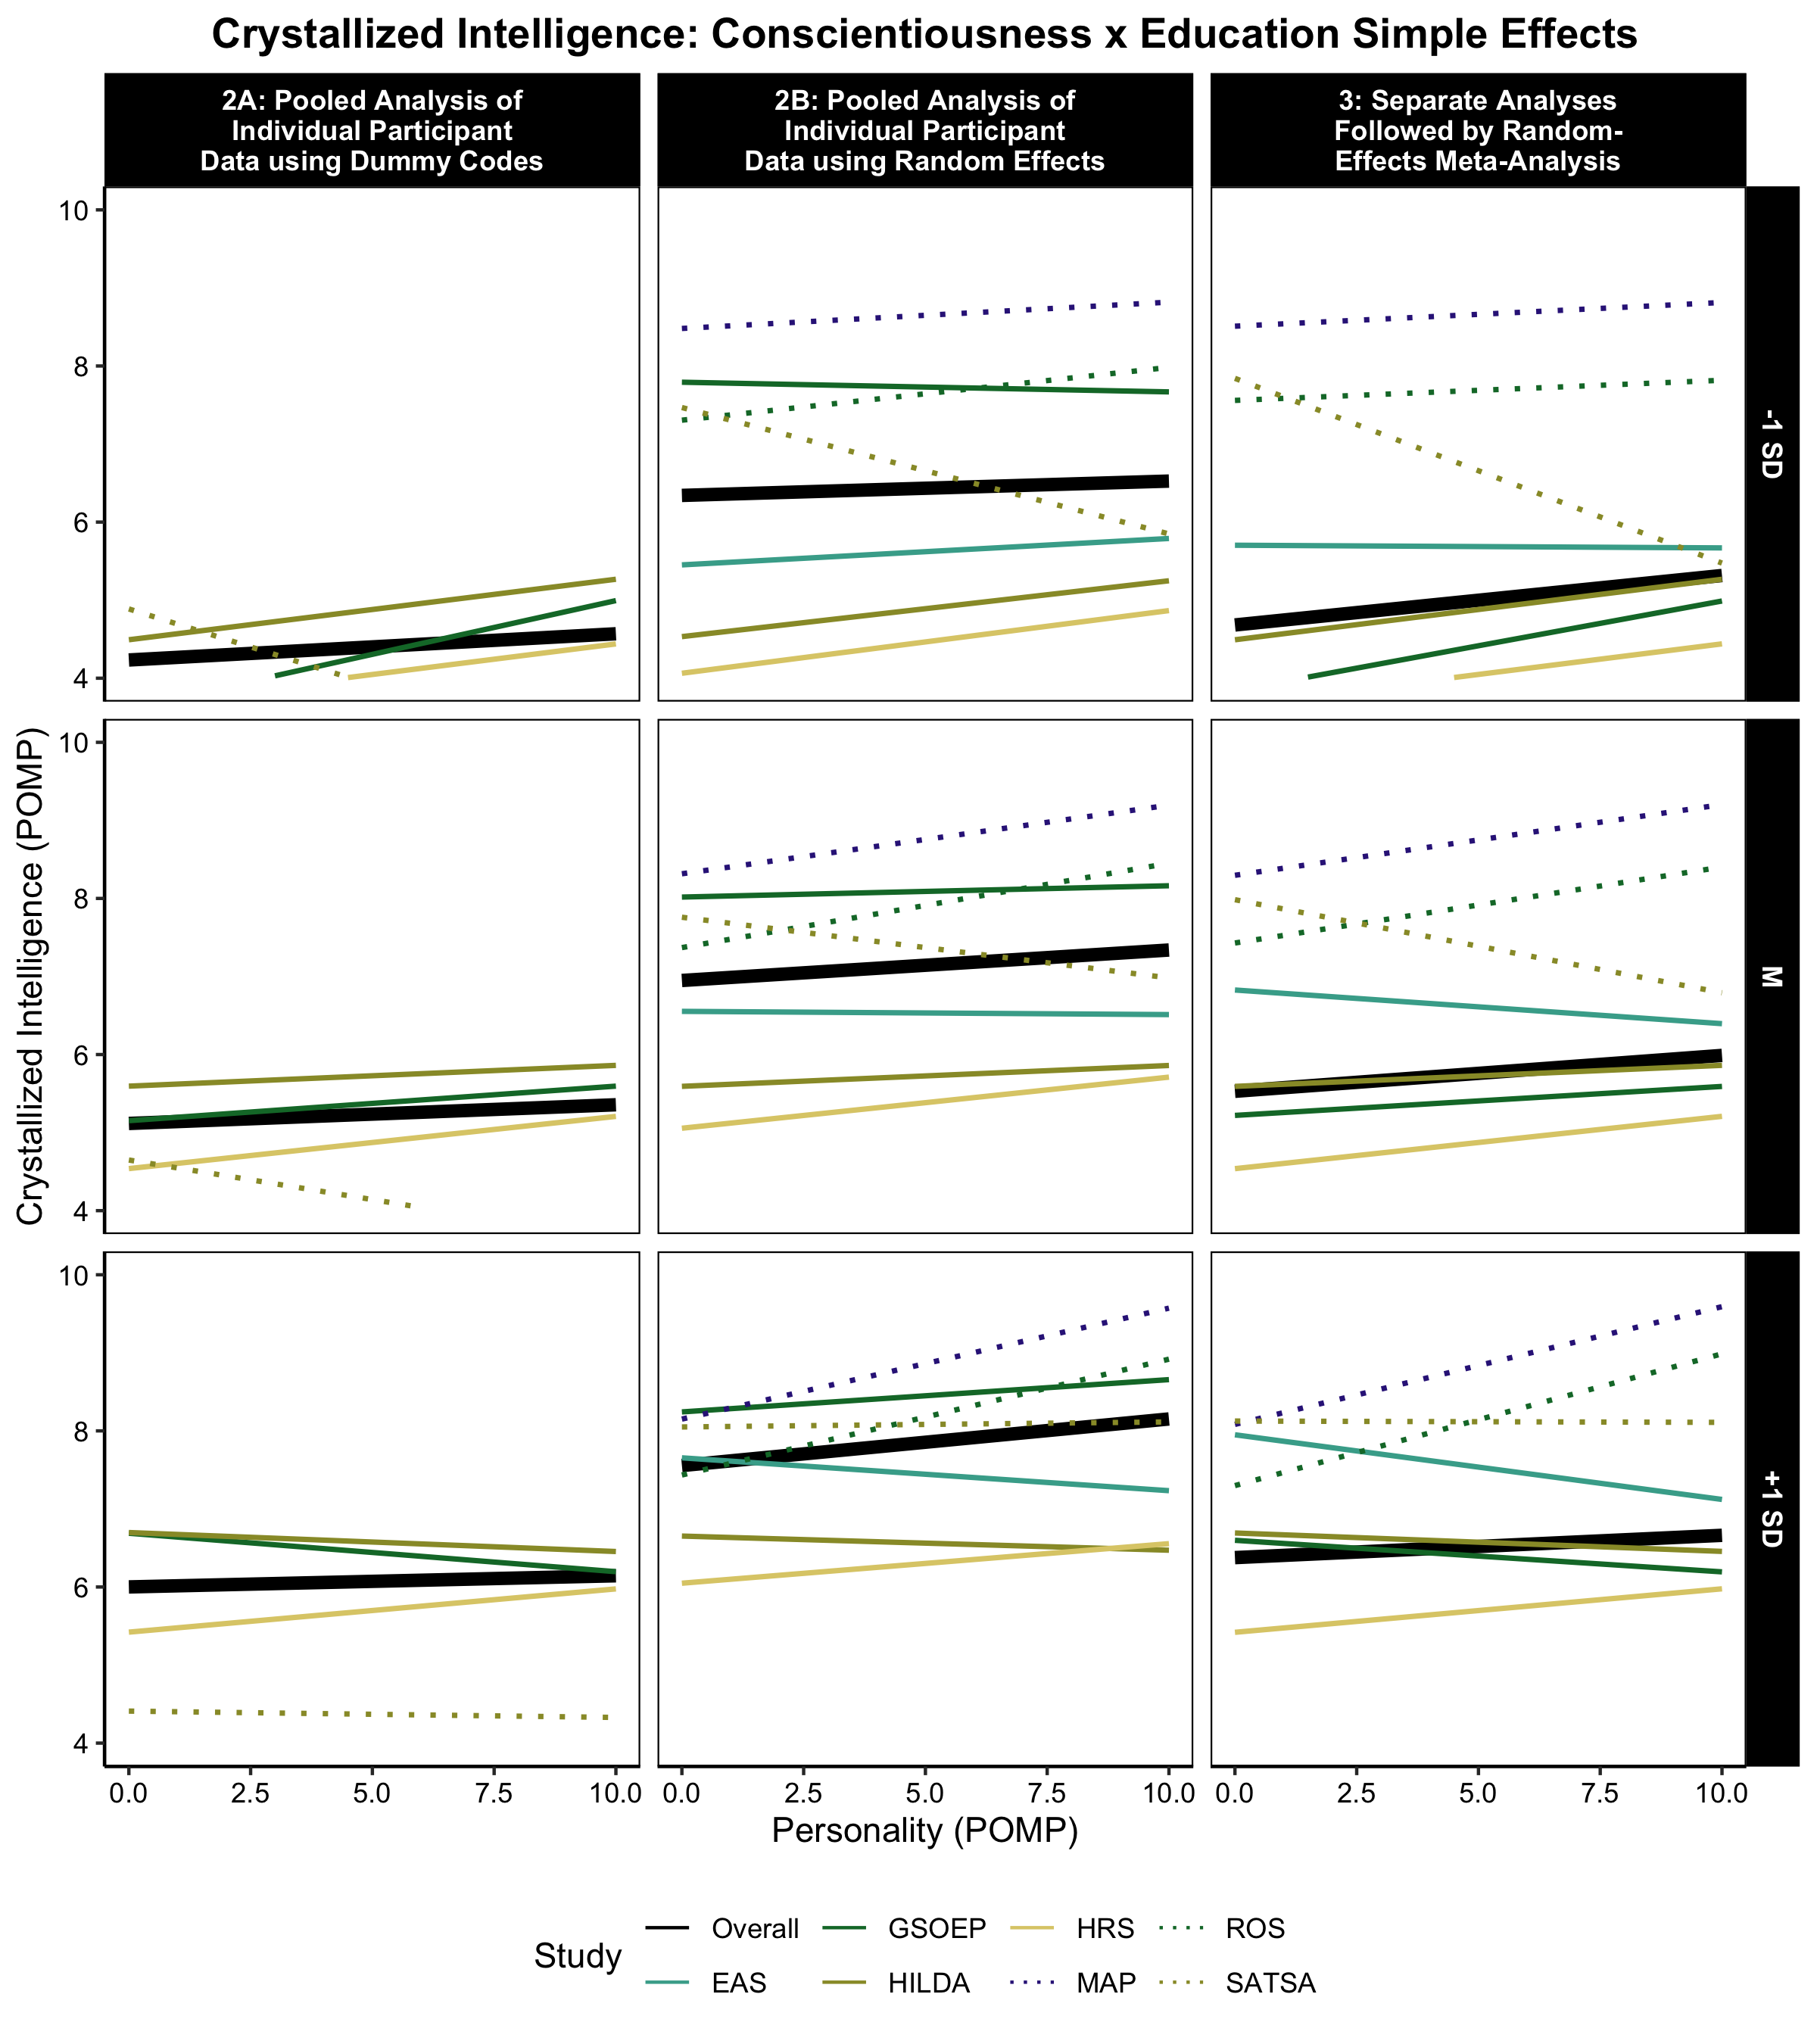 Crystallized Intelligence: Conscientiousness x Education Simple Effects
2A: Pooled Analysis of
Individual Participant
Data using Dummy Codes
2B: Pooled Analysis of
Individual Participant
Data using Random Effects
3: Separate Analyses
Followed by Random-
Effects Meta-Analysis
10
8
6
4
-1 SD
10
8
6
4
M
10
8
6
4
+1 SD
Crystallized Intelligence (POMP)
0.0 2.5 5.0 7.5 10.0 0.0 2.5 5.0 7.5 10.0 0.0 2.5 5.0 7.5 10.0
Personality (POMP)
Study
Overall GSOEP HRS ROS
EAS HILDA MAP SATSA